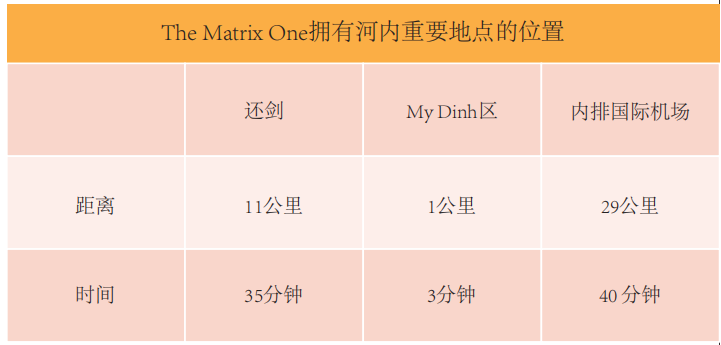 The Matrix One拥有河内重要地点的位置
还剑 My Dinh区 内排国际机场
距离 11公里 1公里 29公里
时间 35分钟 3分钟 40 分钟